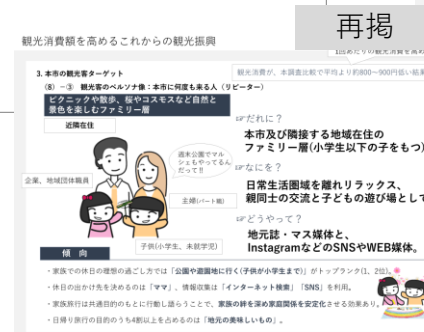 再掲
観光消費額を高めるこれからの観光振興
1回あたりの観光消費を高め
3. 本市の観光客ターゲット
観光消費が、本調査比較で平均より約800～900円低い結果
(8) －③ 観光客のペルソナ像：本市に何度も来る人（リピーター）
ピクニックや散歩、桜やコスモスなど自然と
景色を楽しむファミリー層
近隣在住
週末公園でマル
シェもやってるん
だって!!
企業、地域団体職員
主婦(パート職)
子供(小学生、未就学児)
☞だれに？
本市及び隣接する地域在住の
ファミリー層(小学生以下の子をもつ)
☞なにを？
日常生活圏域を離れリラックス、
親同士の交流と子どもの遊び場として
☞どうやって？
地元誌・マス媒体と、
InstagramなどのSNSやWEB媒体。
傾 向
・家族での休日の理想の過ごし方では「公園や遊園地に行く(子供が小学生まで)」がトップランク(1、2位)。
・休日の出かけ先を決めるのは「ママ」、情報収集は「インターネット検索」「SNS」を利用。
・家族旅行は共通目的のもとに行動し語らうことで、家族の絆を深め家庭関係を安定化させる効果あり。
・日帰り旅行の目的のうち4割以上を占めるのは「地元の美味しいもの」。